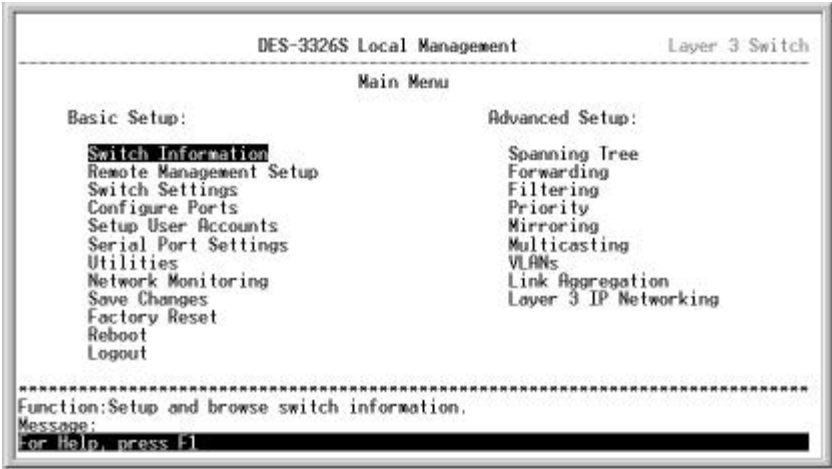 DES-3326S Local Management Layer 3 Switch
Main Menu
Basic Setup:
Switch Information
Remote Management Setup
Switch Settings
Configure Ports
Setup User Accounts
Serial Port Settings
Utilities
Network Monitoring
Save Changes
Factory Reset
Reboot
Logout
Advanced Setup:
Spanning Tree
Forwarding
Filtering
Priority
Mirroring
Multicasting
VLANs
Link Aggregation
Layer 3 IP Networking
Function:Setup and browse switch information.
Message:
For Help, press F1